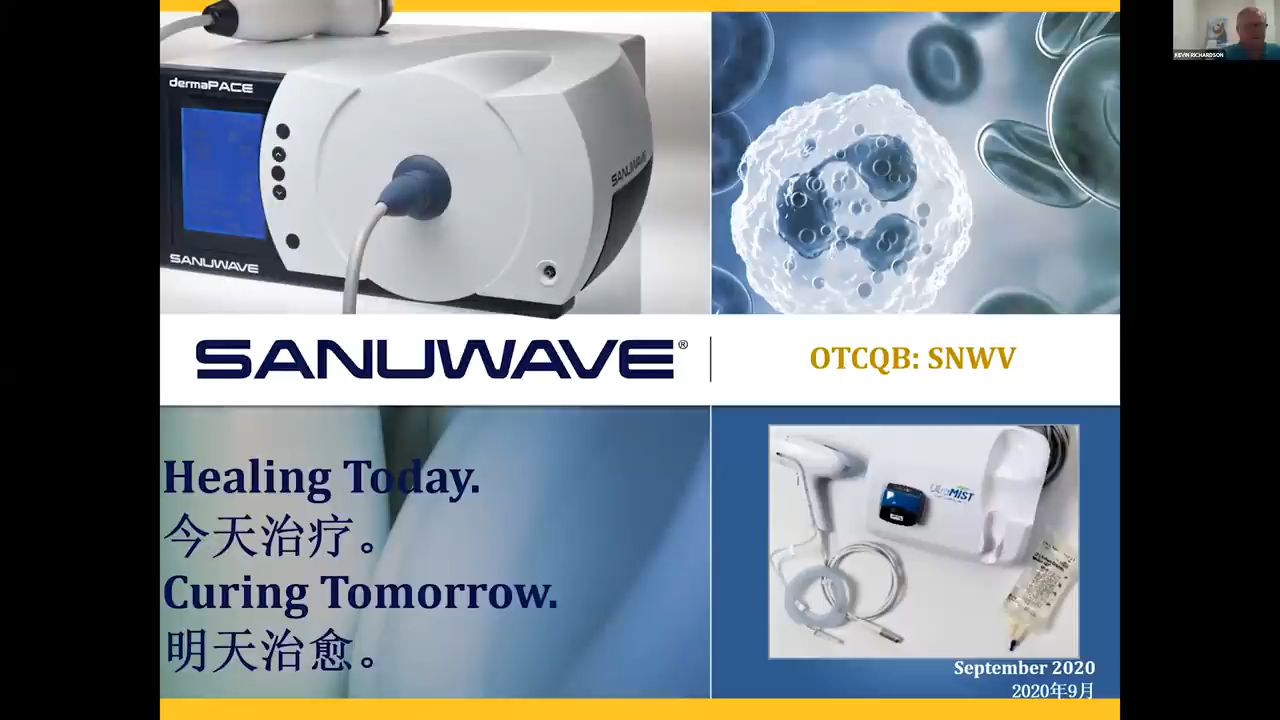 dermaPACE
SANUWAVE
SANUWAVE
KEVIN RICHARDSON
SANUWAVE®
OTCQB: SNWV
Healing Today.
今天治疗。
Curing Tomorrow.
明天治愈。
UltraMIST
September 2020
2020年9月